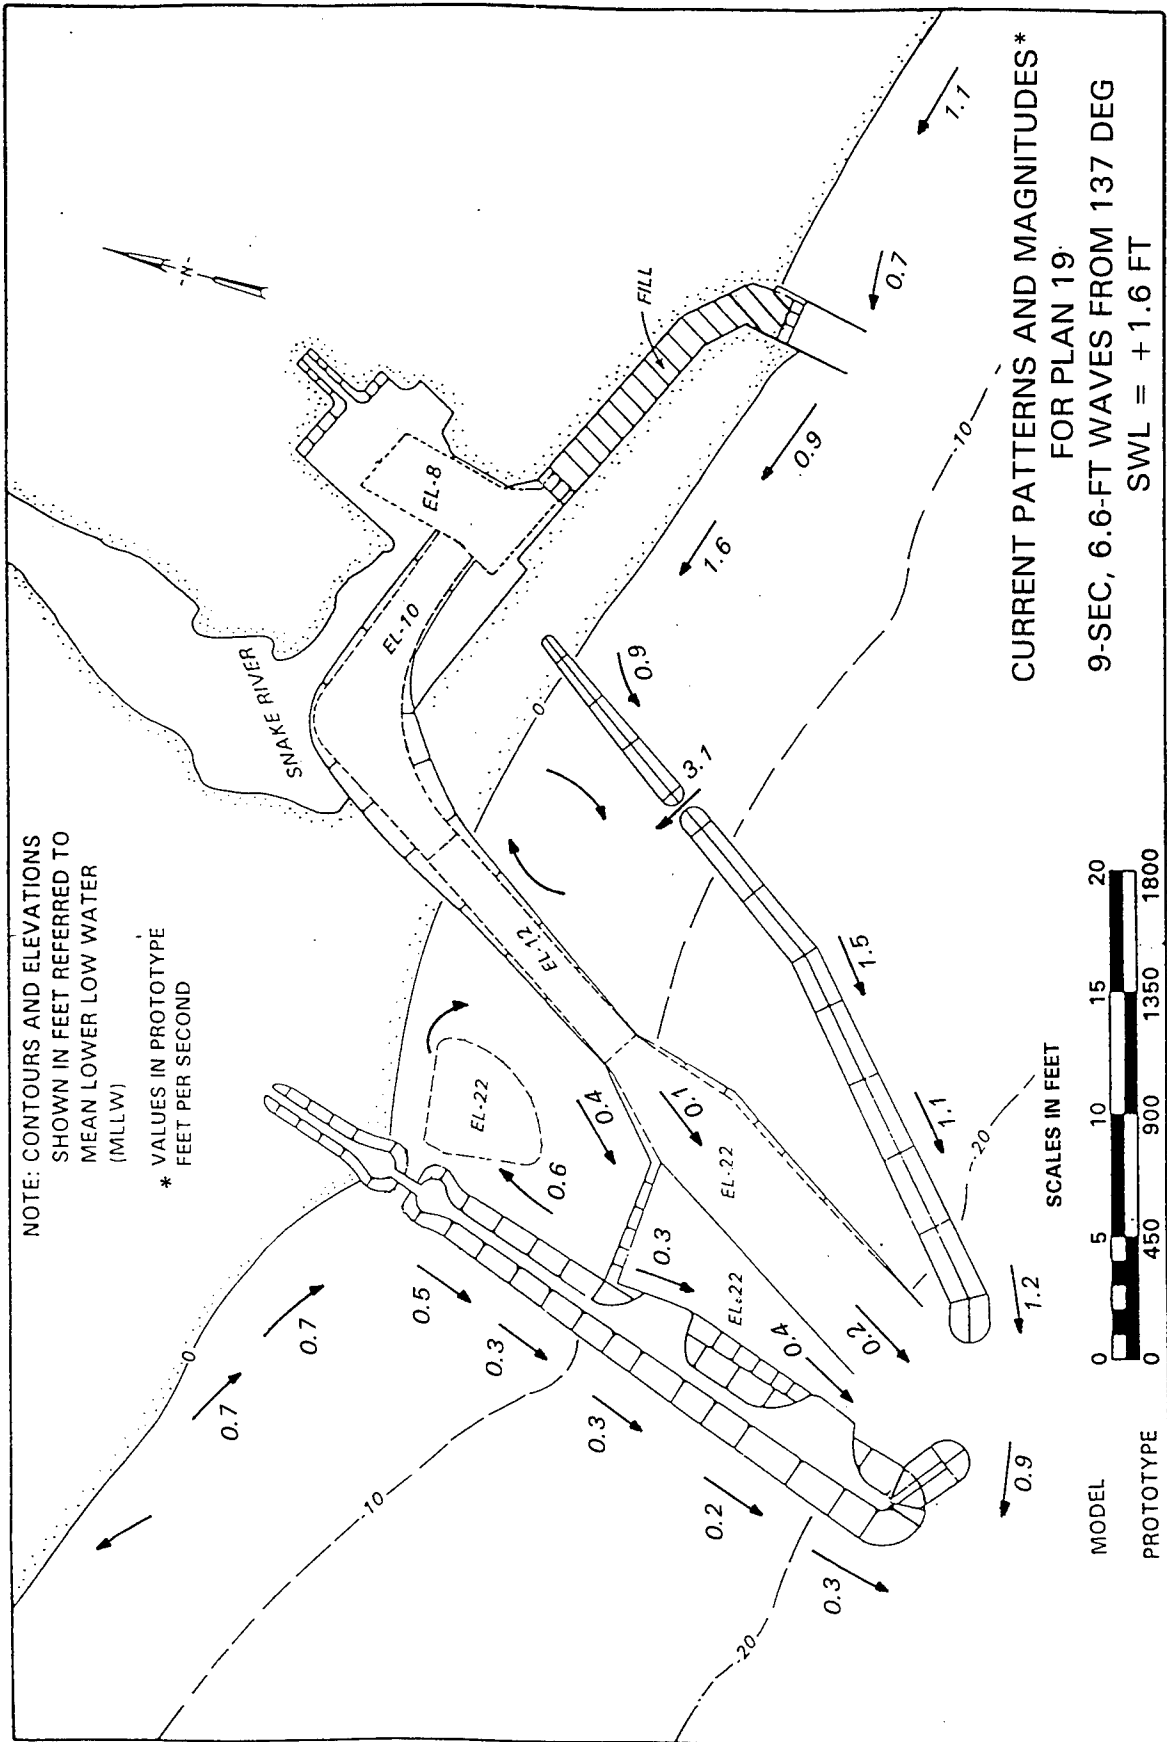 NOTE: CONTOURS AND ELEVATIONS
SHOWN IN FEET REFERRED TO
MEAN LOWER LOW WATER
(MLLW)
* VALUES IN PROTOTYPE
FEET PER SECOND
SNAKE RIVER
-N-
EL-10
EL-8
FILL
EL-12
EL-22
EL-22
EL-22
0
0
-10
-10
-20
-20
0.7
0.7
0.5
0.3
0.3
0.2
0.3
0.6
0.4
0.1
0.3
0.4
0.2
0.9
1.2
1.1
1.5
3.1
0.9
1.6
0.9
0.7
1.1
SCALES IN FEET
MODEL 0 5 10 15 20
PROTOTYPE 0 450 900 1350 1800
CURRENT PATTERNS AND MAGNITUDES*
FOR PLAN 19
9-SEC, 6.6-FT WAVES FROM 137 DEG
SWL = +1.6 FT